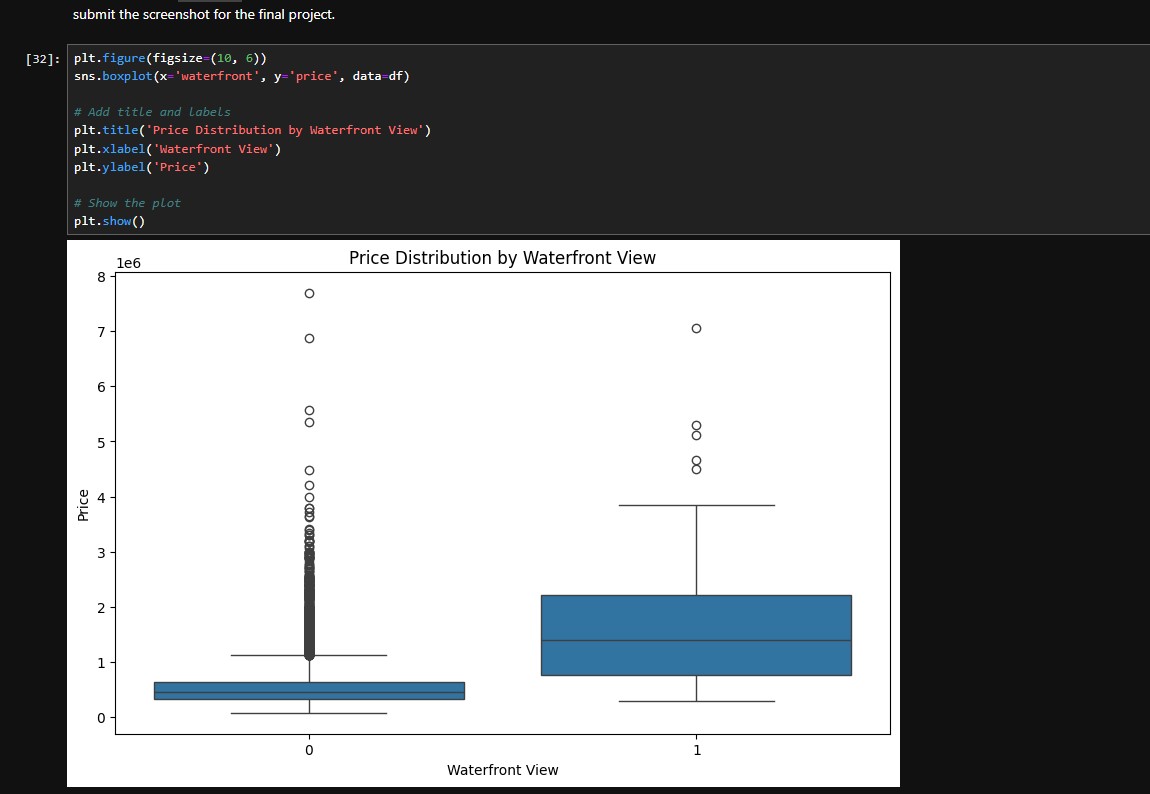 submit the screenshot for the final project.
[32]:
plt.figure(figsize=(10, 6))
sns.boxplot(x='waterfront', y='price', data=df)
# Add title and labels
plt.title('Price Distribution by Waterfront View')
plt.xlabel('Waterfront View')
plt.ylabel('Price')
# Show the plot
plt.show()
Price Distribution by Waterfront View
1e6
8
7
6
5
4
3
2
1
0
Price
0 1
Waterfront View